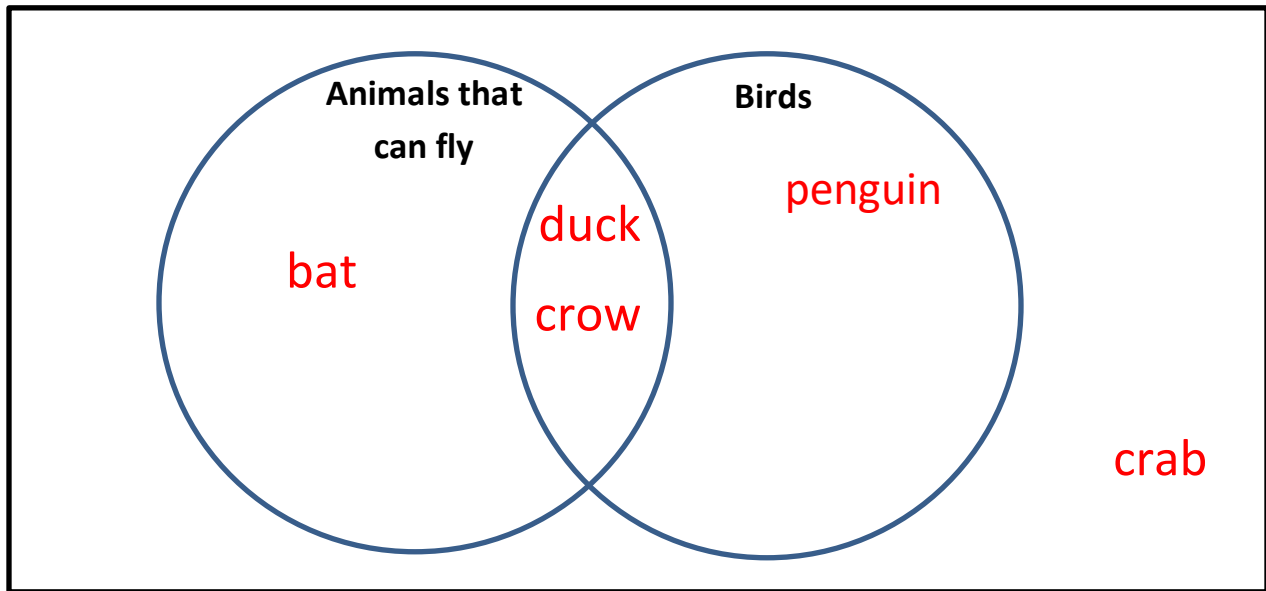 Animals that
can fly
Birds
bat
duck
crow
penguin
crab